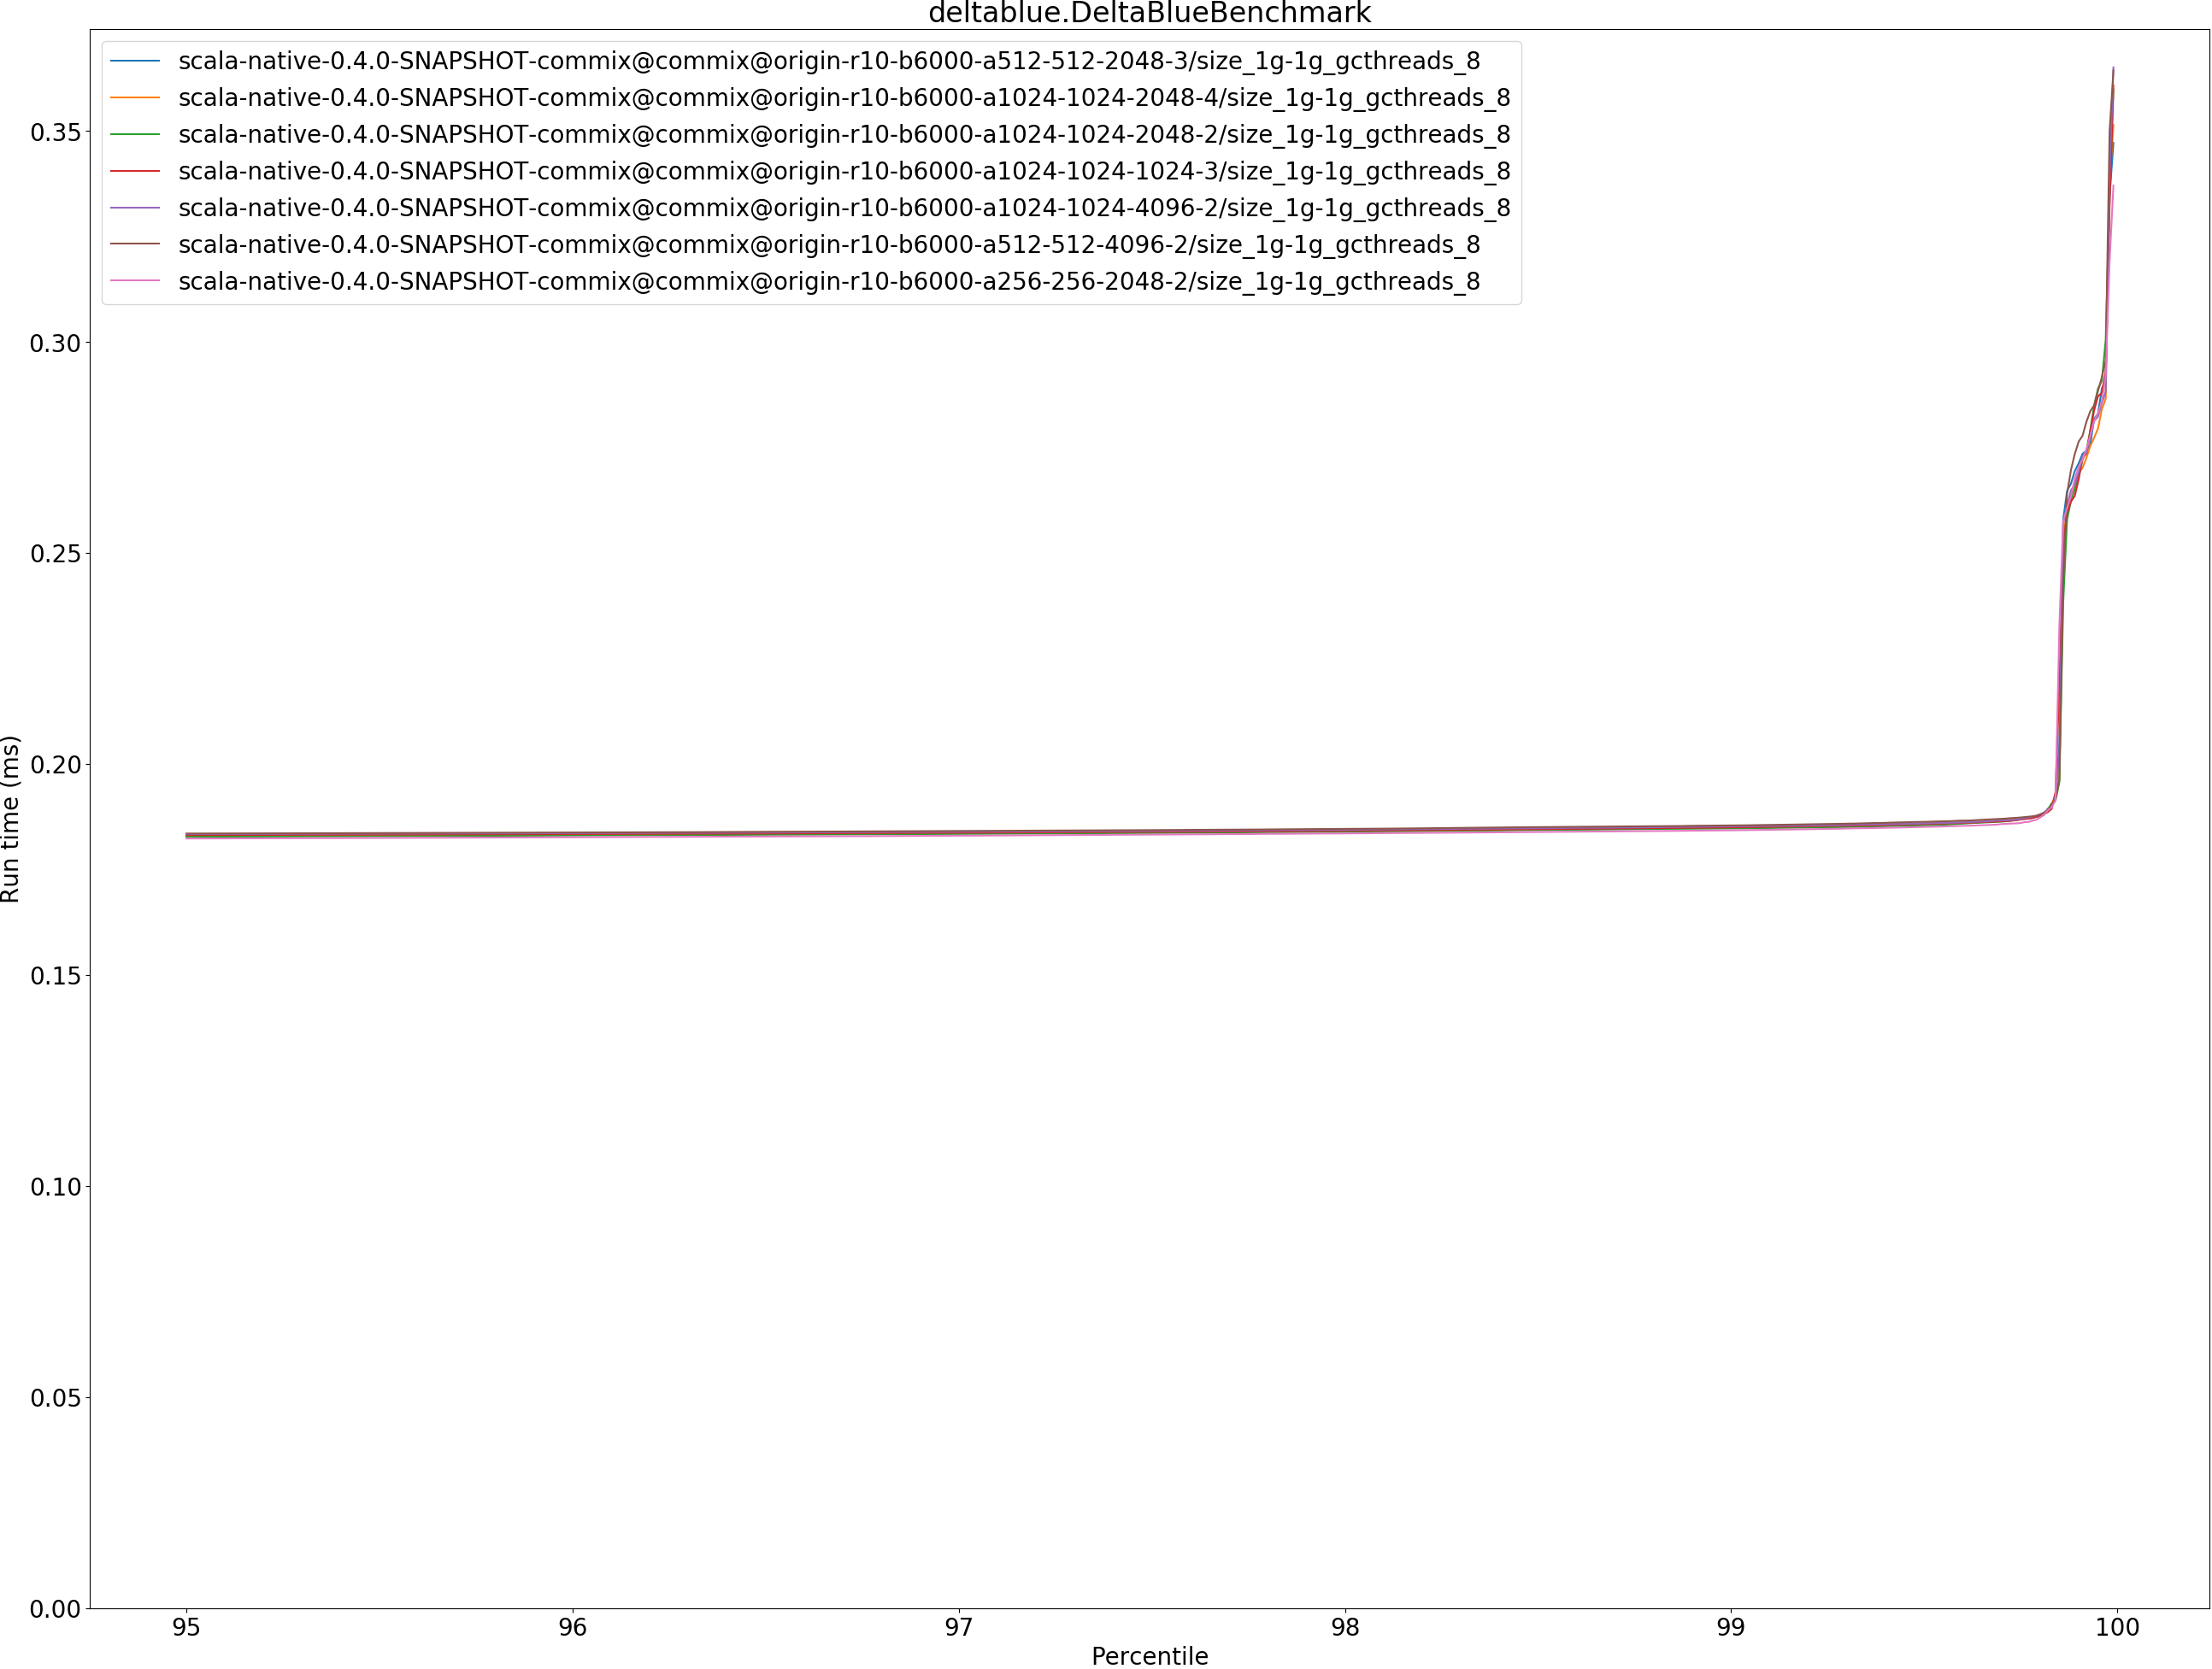 deltablue.DeltaBlueBenchmark
scala-native-0.4.0-SNAPSHOT-commix@commix@origin-r10-b6000-a512-512-2048-3/size_1g-1g_gcthreads_8
scala-native-0.4.0-SNAPSHOT-commix@commix@origin-r10-b6000-a1024-1024-2048-4/size_1g-1g_gcthreads_8
scala-native-0.4.0-SNAPSHOT-commix@commix@origin-r10-b6000-a1024-1024-2048-2/size_1g-1g_gcthreads_8
scala-native-0.4.0-SNAPSHOT-commix@commix@origin-r10-b6000-a1024-1024-1024-3/size_1g-1g_gcthreads_8
scala-native-0.4.0-SNAPSHOT-commix@commix@origin-r10-b6000-a1024-1024-4096-2/size_1g-1g_gcthreads_8
scala-native-0.4.0-SNAPSHOT-commix@commix@origin-r10-b6000-a512-512-4096-2/size_1g-1g_gcthreads_8
scala-native-0.4.0-SNAPSHOT-commix@commix@origin-r10-b6000-a256-256-2048-2/size_1g-1g_gcthreads_8
0.35
0.30
0.25
0.20
0.15
0.10
0.05
0.00
Run time (ms)
95 96 97 98 99 100
Percentile